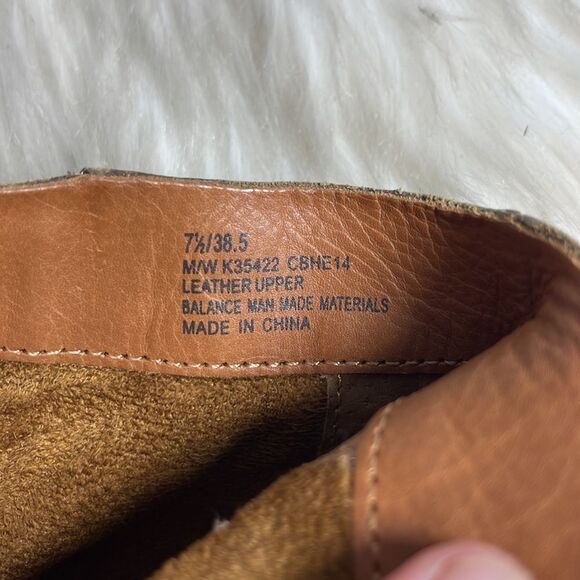 7½/38.5
M/W K35422 CBHE14
LEATHER UPPER
BALANCE MAN MADE MATERIALS
MADE IN CHINA